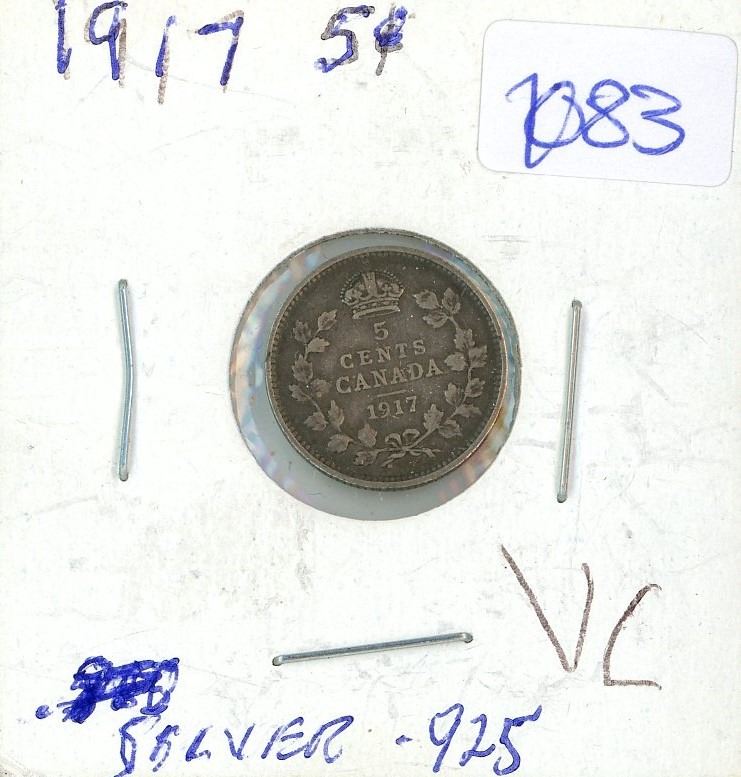 1917 5¢
1083
5
CENTS
CANADA
1917
VC
SILVER .925